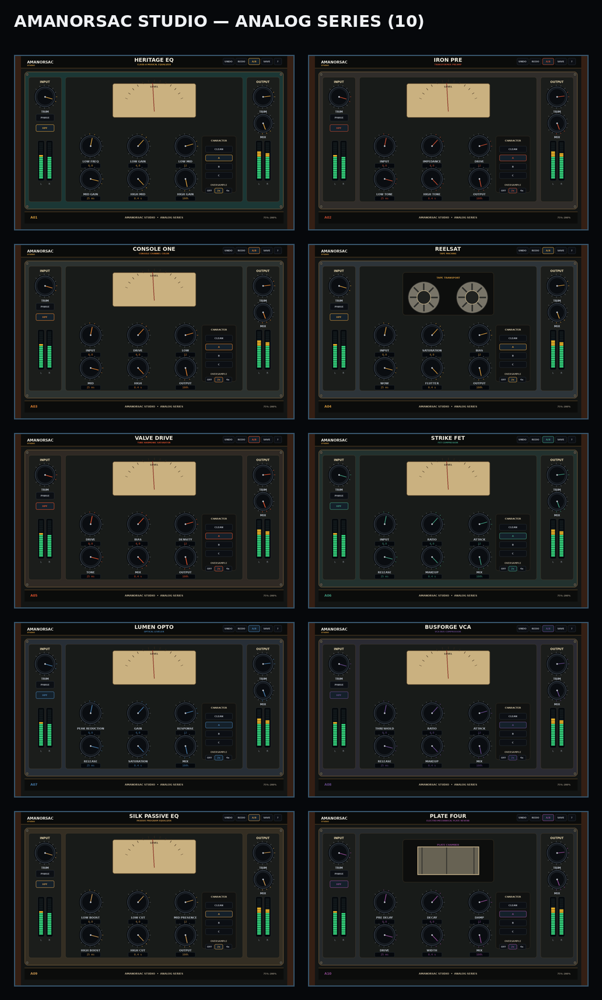 AMANORSAC STUDIO — ANALOG SERIES (10)
AMANORSAC
STUDIO
HERITAGE EQ
CLASS-A MUSICAL EQUALIZER
UNDO REDO A/B SAVE ?
INPUT
TRIM
PHASE
HPF
L R
LEVEL
LOW FREQ LOW GAIN LOW MID
0.0 4.0 12
MID GAIN HIGH MID HIGH GAIN
25 ms 0.4 s 100%
CHARACTER
CLEAN
A
B
C
OVERSAMPLE
OFF 2x 4x
OUTPUT
TRIM
MIX
L R
A01 AMANORSAC STUDIO • ANALOG SERIES 75%-200%
AMANORSAC
STUDIO
IRON PRE
TRANSFORMER PREAMP
UNDO REDO A/B SAVE ?
INPUT
TRIM
PHASE
HPF
L R
LEVEL
INPUT IMPEDANCE DRIVE
0.0 4.0 12
LOW TONE HIGH TONE OUTPUT
25 ms 0.4 s 100%
CHARACTER
CLEAN
A
B
C
OVERSAMPLE
OFF 2x 4x
OUTPUT
TRIM
MIX
L R
A02 AMANORSAC STUDIO • ANALOG SERIES 75%-200%
AMANORSAC
STUDIO
CONSOLE ONE
CONSOLE CHANNEL COLOR
UNDO REDO A/B SAVE ?
INPUT
TRIM
PHASE
HPF
L R
LEVEL
INPUT DRIVE LOW
0.0 4.0 12
MID HIGH OUTPUT
25 ms 0.4 s 100%
CHARACTER
CLEAN
A
B
C
OVERSAMPLE
OFF 2x 4x
OUTPUT
TRIM
MIX
L R
A03 AMANORSAC STUDIO • ANALOG SERIES 75%-200%
AMANORSAC
STUDIO
REELSAT
TAPE MACHINE
UNDO REDO A/B SAVE ?
INPUT
TRIM
PHASE
HPF
L R
TAPE TRANSPORT
INPUT SATURATION BIAS
0.0 4.0 12
WOW FLUTTER OUTPUT
25 ms 0.4 s 100%
CHARACTER
CLEAN
A
B
C
OVERSAMPLE
OFF 2x 4x
OUTPUT
TRIM
MIX
L R
A04 AMANORSAC STUDIO • ANALOG SERIES 75%-200%
AMANORSAC
STUDIO
VALVE DRIVE
TUBE HARMONIC SATURATOR
UNDO REDO A/B SAVE ?
INPUT
TRIM
PHASE
HPF
L R
LEVEL
DRIVE BIAS DENSITY
0.0 4.0 12
TONE MIX OUTPUT
25 ms 0.4 s 100%
CHARACTER
CLEAN
A
B
C
OVERSAMPLE
OFF 2x 4x
OUTPUT
TRIM
MIX
L R
A05 AMANORSAC STUDIO • ANALOG SERIES 75%-200%
AMANORSAC
STUDIO
STRIKE FET
FET COMPRESSOR
UNDO REDO A/B SAVE ?
INPUT
TRIM
PHASE
HPF
L R
LEVEL
INPUT RATIO ATTACK
0.0 4.0 12
RELEASE MAKEUP MIX
25 ms 0.4 s 100%
CHARACTER
CLEAN
A
B
C
OVERSAMPLE
OFF 2x 4x
OUTPUT
TRIM
MIX
L R
A06 AMANORSAC STUDIO • ANALOG SERIES 75%-200%
AMANORSAC
STUDIO
LUMEN OPTO
OPTICAL LEVELER
UNDO REDO A/B SAVE ?
INPUT
TRIM
PHASE
HPF
L R
LEVEL
PEAK REDUCTION GAIN RESPONSE
0.0 4.0 12
RELEASE SATURATION MIX
25 ms 0.4 s 100%
CHARACTER
CLEAN
A
B
C
OVERSAMPLE
OFF 2x 4x
OUTPUT
TRIM
MIX
L R
A07 AMANORSAC STUDIO • ANALOG SERIES 75%-200%
AMANORSAC
STUDIO
BUSFORGE VCA
VCA BUS COMPRESSOR
UNDO REDO A/B SAVE ?
INPUT
TRIM
PHASE
HPF
L R
LEVEL
THRESHOLD RATIO ATTACK
0.0 4.0 12
RELEASE MAKEUP MIX
25 ms 0.4 s 100%
CHARACTER
CLEAN
A
B
C
OVERSAMPLE
OFF 2x 4x
OUTPUT
TRIM
MIX
L R
A08 AMANORSAC STUDIO • ANALOG SERIES 75%-200%
AMANORSAC
STUDIO
SILK PASSIVE EQ
PASSIVE PROGRAM EQUALIZER
UNDO REDO A/B SAVE ?
INPUT
TRIM
PHASE
HPF
L R
LEVEL
LOW BOOST LOW CUT MID PRESENCE
0.0 4.0 12
HIGH BOOST HIGH CUT OUTPUT
25 ms 0.4 s 100%
CHARACTER
CLEAN
A
B
C
OVERSAMPLE
OFF 2x 4x
OUTPUT
TRIM
MIX
L R
A09 AMANORSAC STUDIO • ANALOG SERIES 75%-200%
AMANORSAC
STUDIO
PLATE FOUR
ELECTRO-MECHANICAL PLATE REVERB
UNDO REDO A/B SAVE ?
INPUT
TRIM
PHASE
HPF
L R
PLATE CHAMBER
PRE DELAY DECAY DAMP
0.0 4.0 12
DRIVE WIDTH MIX
25 ms 0.4 s 100%
CHARACTER
CLEAN
A
B
C
OVERSAMPLE
OFF 2x 4x
OUTPUT
TRIM
MIX
L R
A10 AMANORSAC STUDIO • ANALOG SERIES 75%-200%